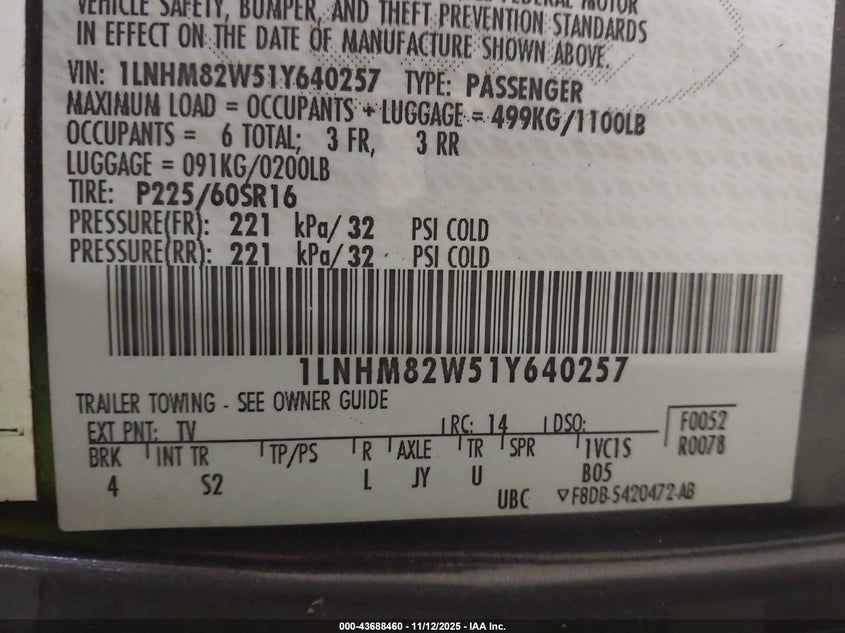 FEDERAL MOTOR
VEHICLE SAFETY, BUMPER, AND THEFT PREVENTION STANDARDS
IN EFFECT ON THE DATE OF MANUFACTURE SHOWN ABOVE.
VIN: 1LNHM82W51Y640257 TYPE: PASSENGER
MAXIMUM LOAD = OCCUPANTS + LUGGAGE = 499KG/1100LB
OCCUPANTS = 6 TOTAL; 3 FR, 3 RR
LUGGAGE = 091KG/0200LB
TIRE: P225/60SR16
PRESSURE(FR): 221 kPa/ 32 PSI COLD
PRESSURE(RR): 221 kPa/ 32 PSI COLD
1LNHM82W51Y640257
TRAILER TOWING - SEE OWNER GUIDE
EXT PNT: TV RC: 14 DSO: F0052
BRK INT TR TP/PS R AXLE TR SPR 1VC1S R0078
4 S2 L JY U B05
UBC ▽F8DB-5420472-AB
000-43688460 - 11/12/2025 - IAA Inc.